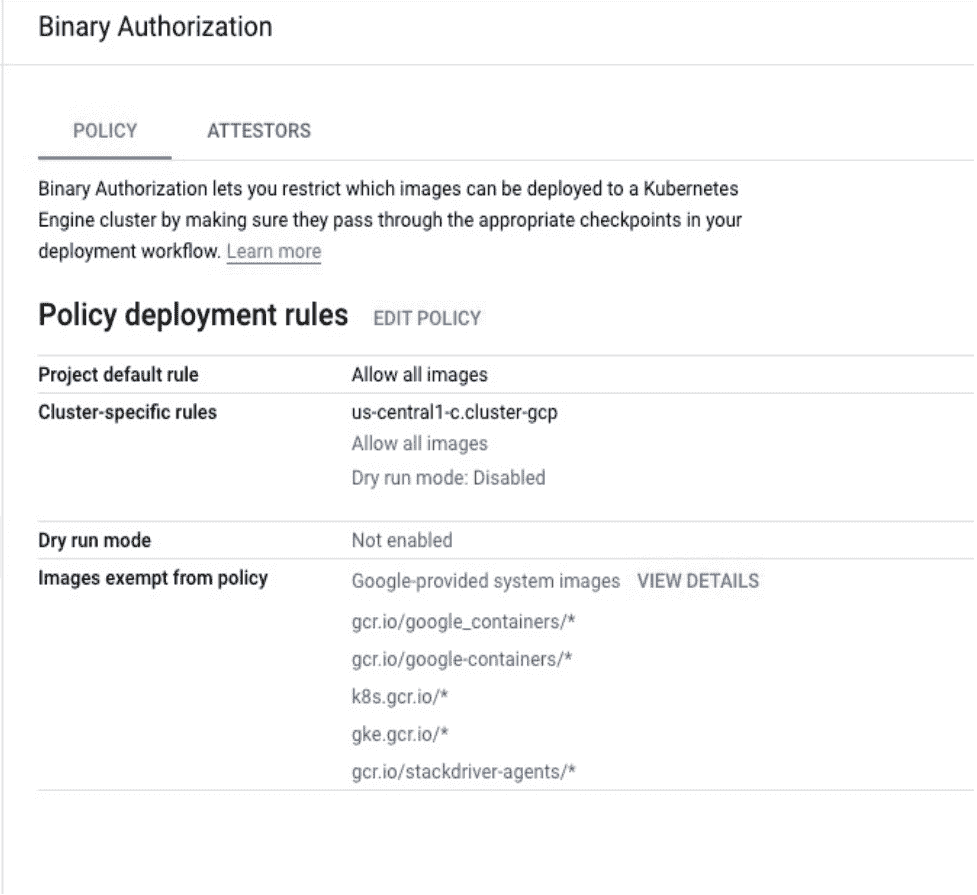 Binary Authorization
POLICY ATTESTORS
Binary Authorization lets you restrict which images can be deployed to a Kubernetes
Engine cluster by making sure they pass through the appropriate checkpoints in your
deployment workflow. Learn more
Policy deployment rules EDIT POLICY
Project default rule Allow all images
Cluster-specific rules us-central1-c.cluster-gcp
Allow all images
Dry run mode: Disabled
Dry run mode Not enabled
Images exempt from policy Google-provided system images VIEW DETAILS
gcr.io/google_containers/*
gcr.io/google-containers/*
k8s.gcr.io/*
gke.gcr.io/*
gcr.io/stackdriver-agents/*